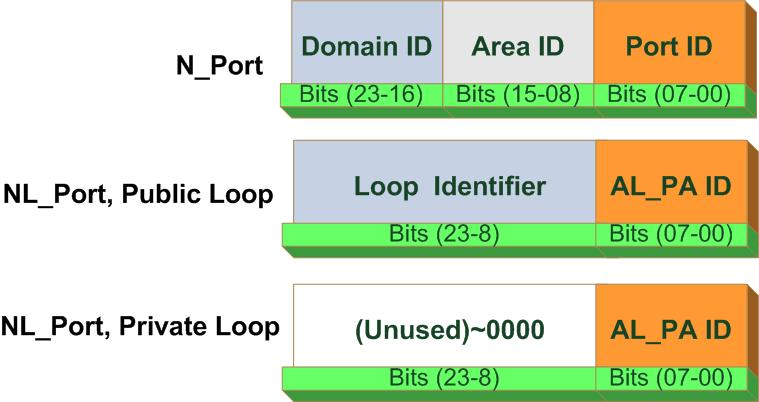 Domain ID Area ID Port ID
N_Port
Bits (23-16) Bits (15-08) Bits (07-00)
Loop Identifier AL_PA ID
NL_Port, Public Loop
Bits (23-8) Bits (07-00)
NL_Port, Private Loop
(Unused)~0000 AL_PA ID
Bits (23-8) Bits (07-00)